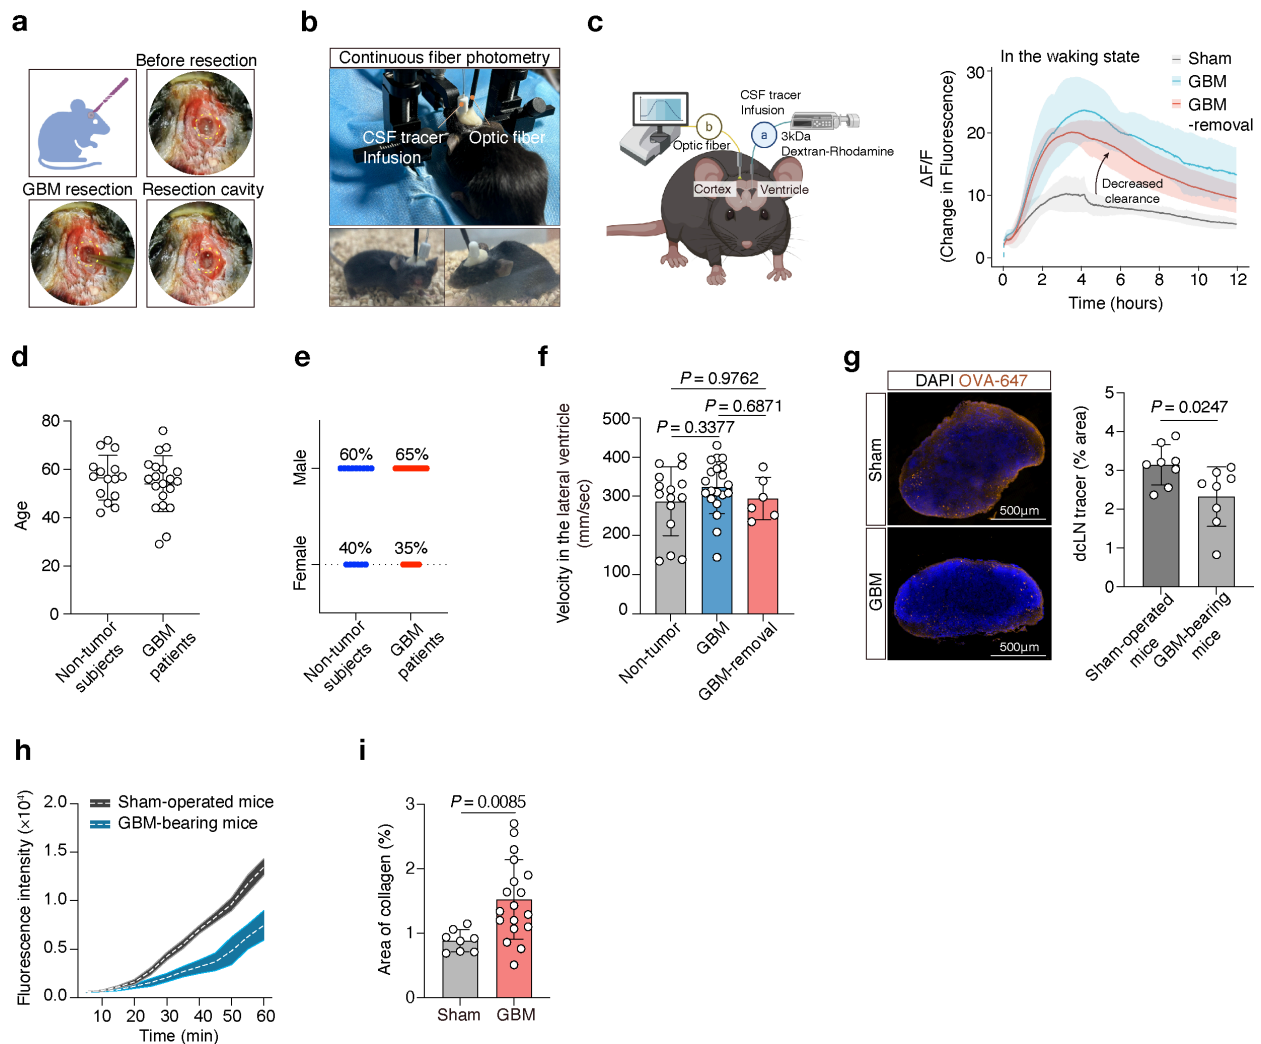 a
Before resection
GBM resection
Resection cavity
b
Continuous fiber photometry
CSF tracer
Infusion
Optic fiber
c
CSF tracer
Infusion
b
a
3kDa
Dextran-Rhodamine
Optic fiber
Cortex
Ventricle
In the waking state
Sham
GBM
GBM
-removal
Decreased
clearance
ΔF/F
(Change in Fluorescence)
30
20
10
0
0 2 4 6 8 10 12
Time (hours)
d
Age
80
60
40
20
0
Non-tumor
subjects
GBM
patients
e
Male
Female
60%
65%
40%
35%
Non-tumor
subjects
GBM
patients
f
P = 0.9762
P = 0.6871
P = 0.3377
Velocity in the lateral ventricle
(mm/sec)
500
400
300
200
100
0
Non-tumor
GBM
GBM-removal
g
DAPI OVA-647
Sham
500μm
GBM
500μm
P = 0.0247
dcLN tracer (% area)
5
4
3
2
1
0
Sham-operated
mice
GBM-bearing
mice
h
Sham-operated mice
GBM-bearing mice
Fluorescence intensity (×10⁴)
2.0
1.5
1.0
0.5
0.0
10 20 30 40 50 60
Time (min)
i
P = 0.0085
Area of collagen (%)
3
2
1
0
Sham
GBM